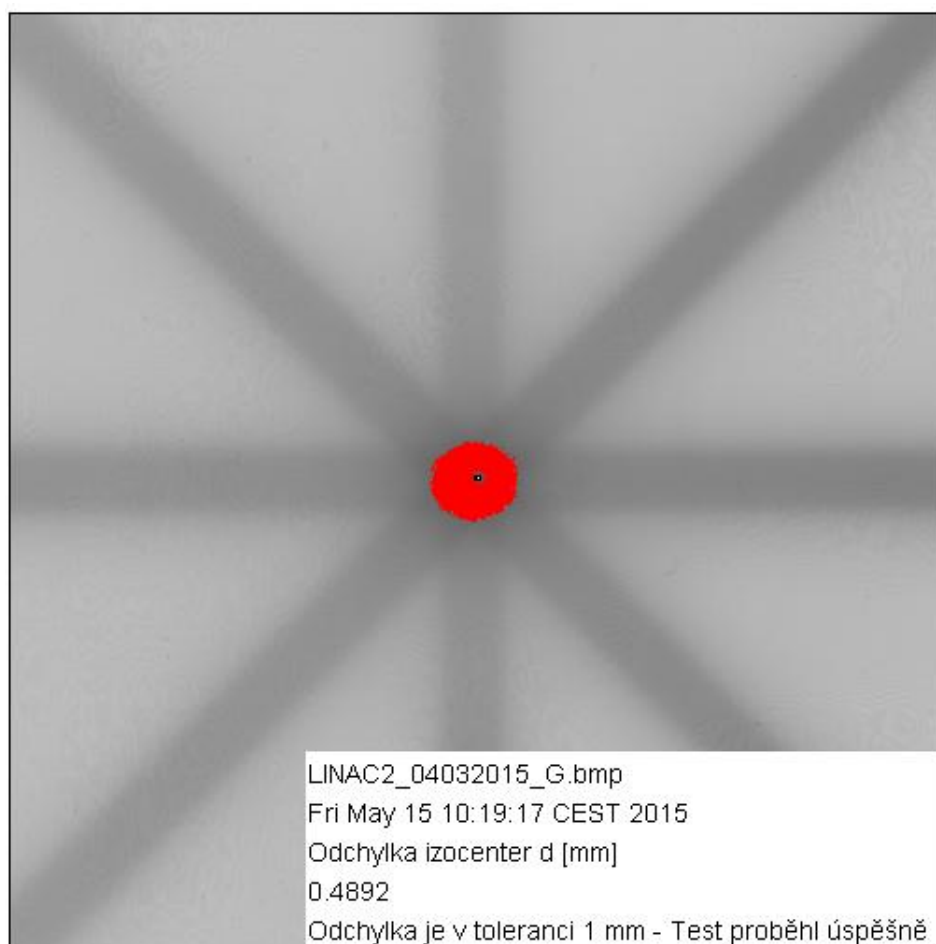 LINAC2_04032015_G.bmp
Fri May 15 10:19:17 CEST 2015
Odchylka izocenter d [mm]
0.4892
Odchylka je v toleranci 1 mm - Test proběhl úspěšně